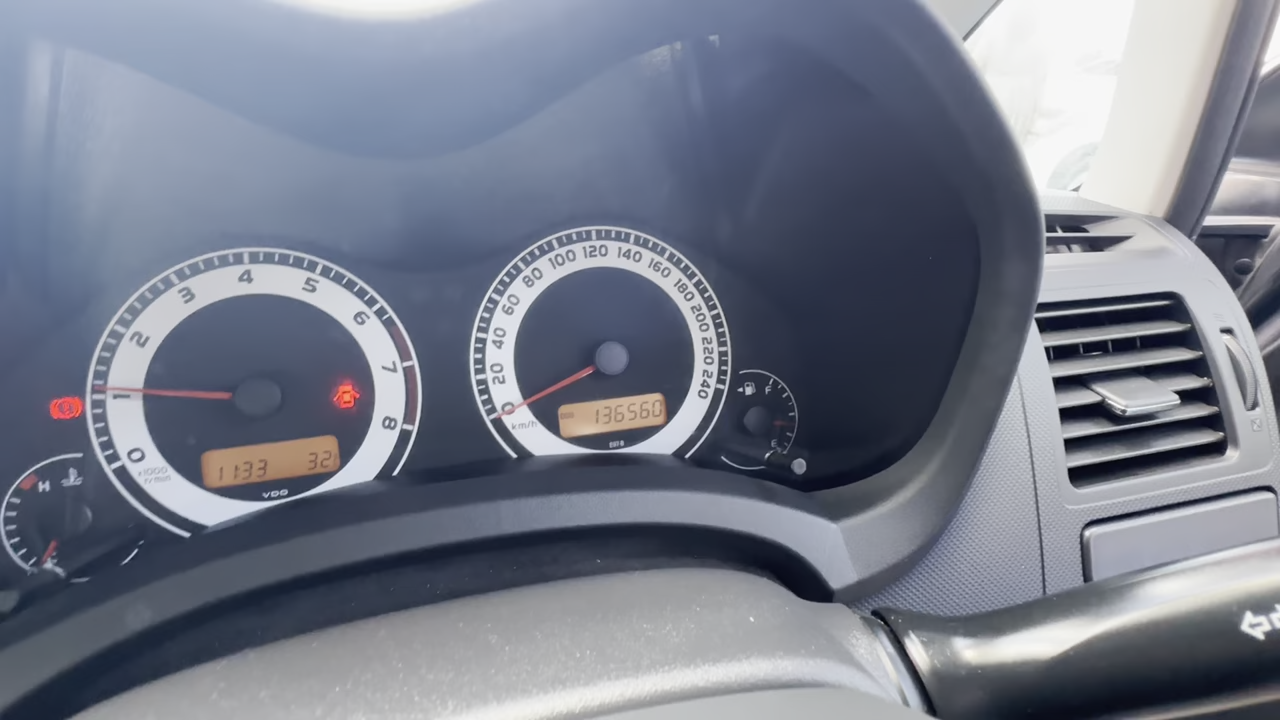 0 1 2 3 4 5 6 7 8
x1000
r/min
1133 32
VDO
H
0 20 40 60 80 100 120 140 160 180 200 220 240
km/h
136560
F
E